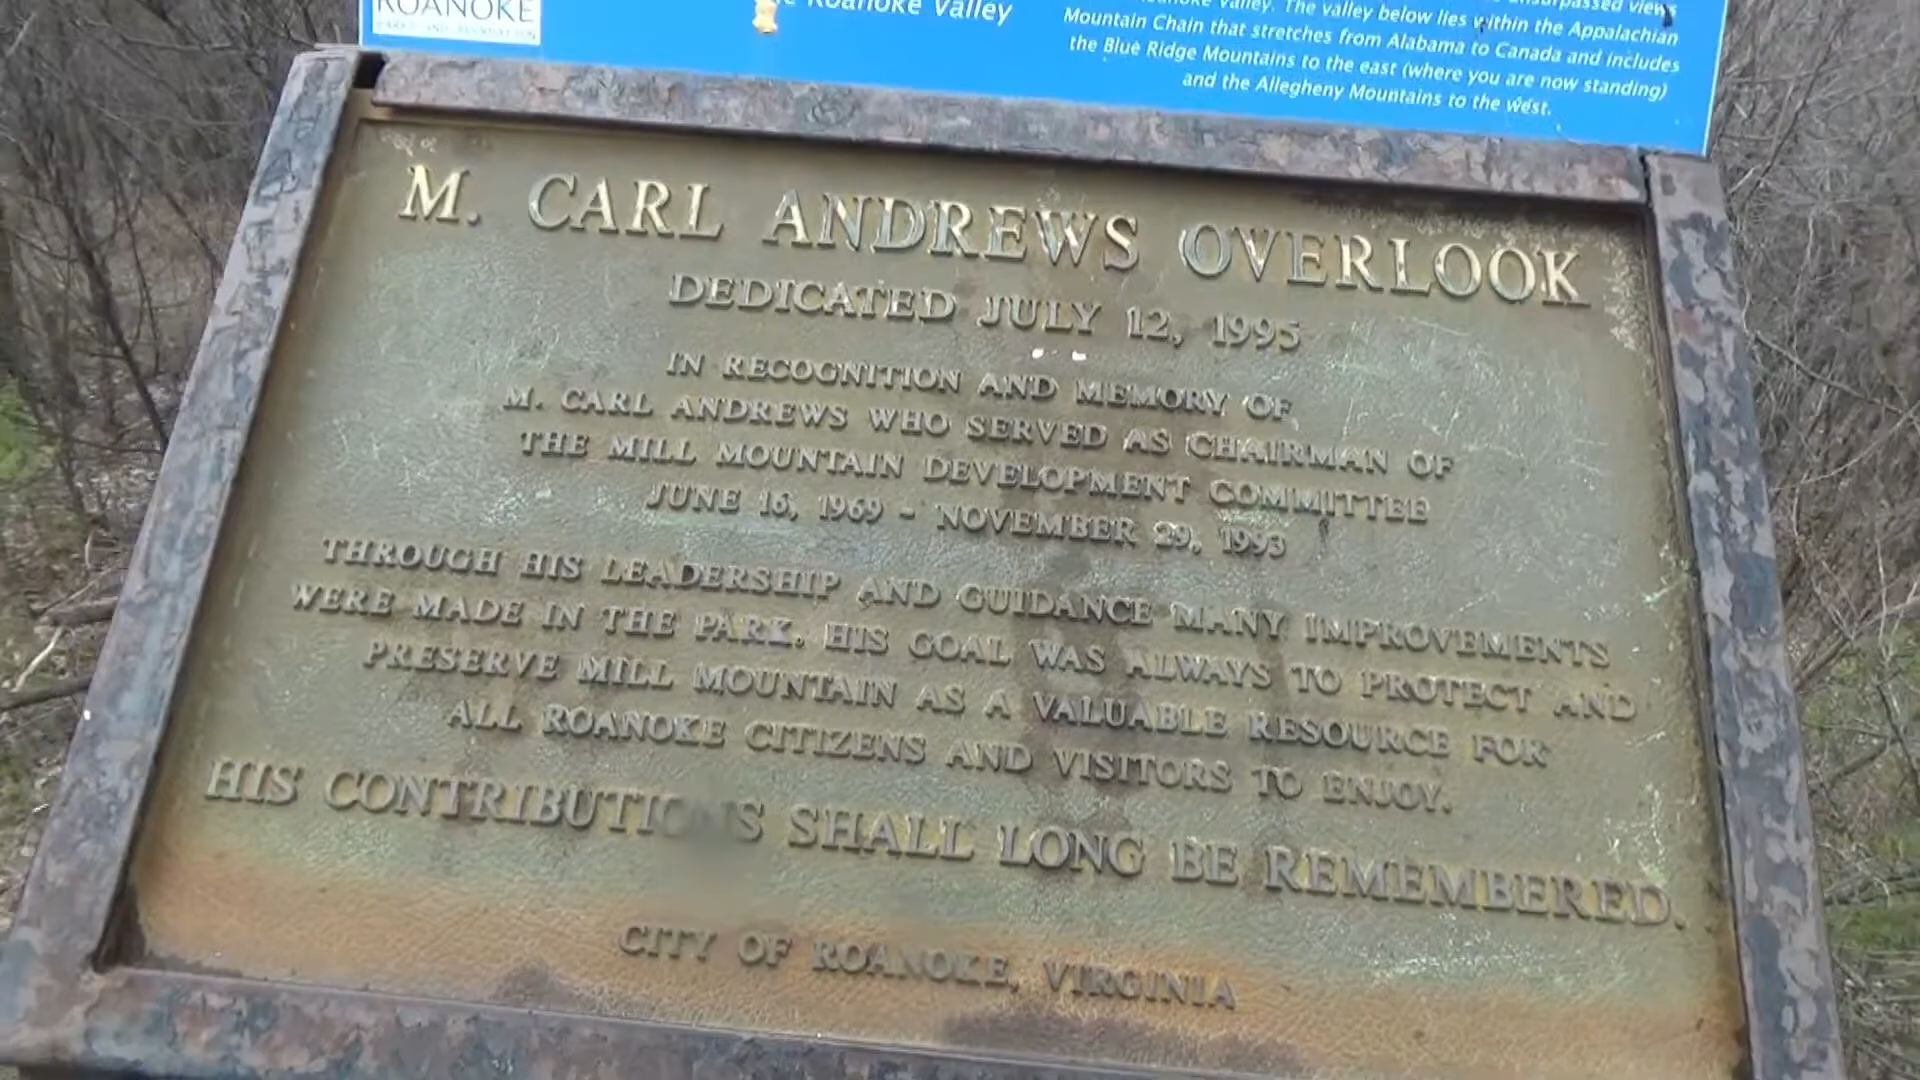 ROANOKE
PARKS AND RECREATION
Roanoke Valley
unsurpassed views
Valley. The valley below lies within the Appalachian
Mountain Chain that stretches from Alabama to Canada and includes
the Blue Ridge Mountains to the east (where you are now standing)
and the Allegheny Mountains to the west.
M. CARL ANDREWS OVERLOOK
DEDICATED JULY 12, 1995
IN RECOGNITION AND MEMORY OF
M. CARL ANDREWS WHO SERVED AS CHAIRMAN OF
THE MILL MOUNTAIN DEVELOPMENT COMMITTEE
JUNE 16, 1969 - NOVEMBER 29, 1993
THROUGH HIS LEADERSHIP AND GUIDANCE MANY IMPROVEMENTS
WERE MADE IN THE PARK. HIS GOAL WAS ALWAYS TO PROTECT AND
PRESERVE MILL MOUNTAIN AS A VALUABLE RESOURCE FOR
ALL ROANOKE CITIZENS AND VISITORS TO ENJOY.
HIS CONTRIBUTIONS SHALL LONG BE REMEMBERED.
CITY OF ROANOKE, VIRGINIA